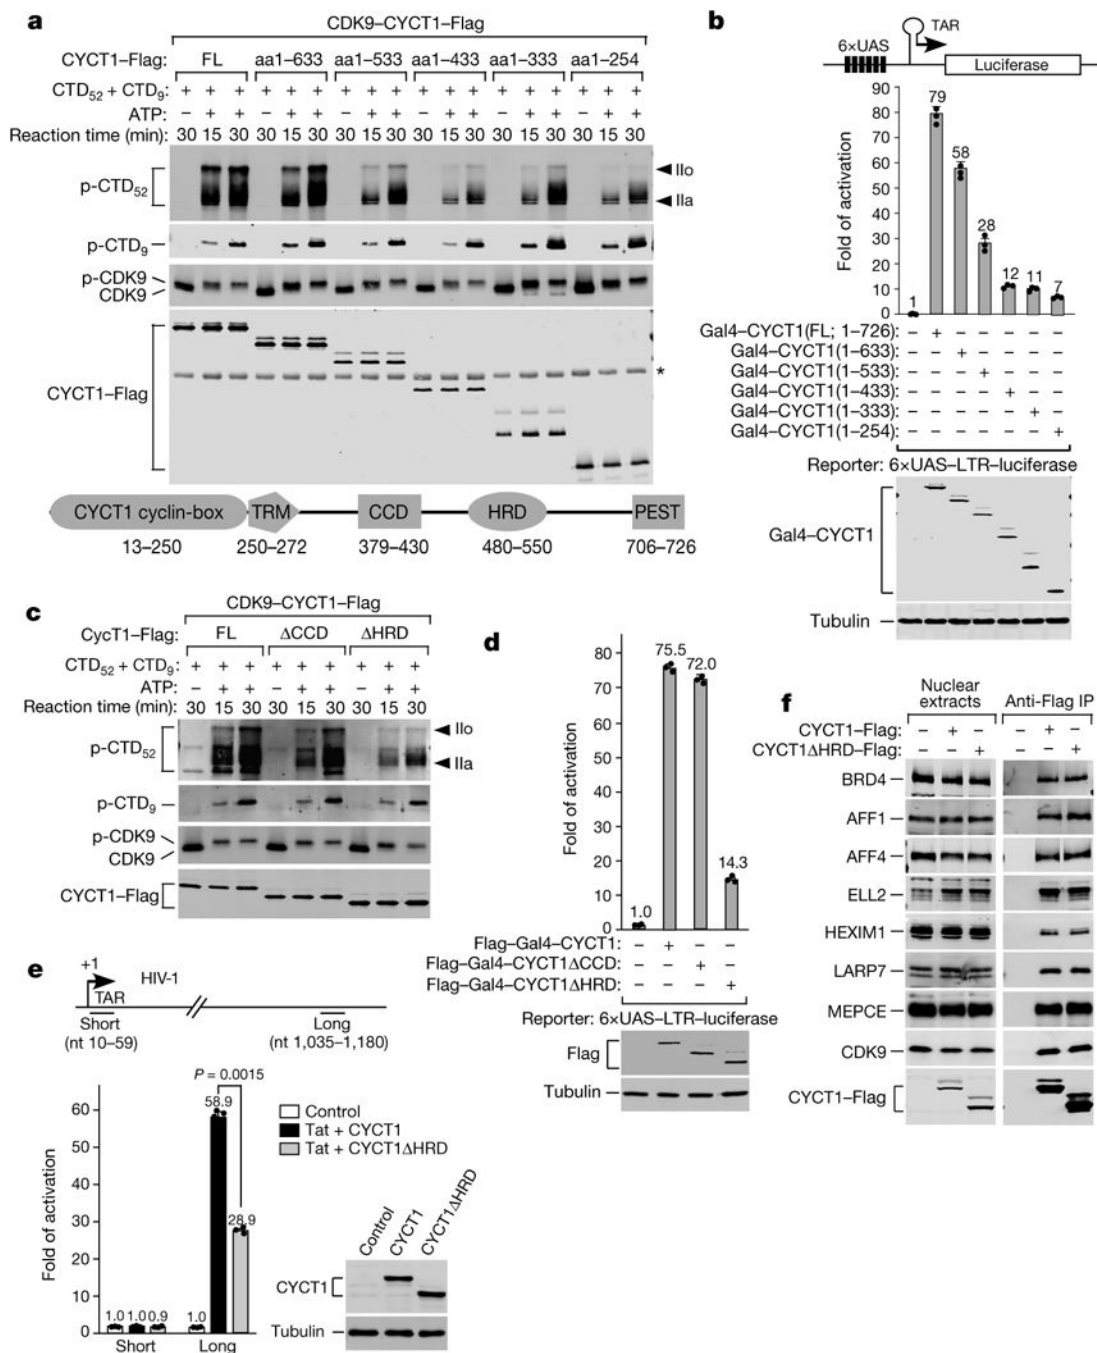 a
CDK9–CYCT1–Flag
CYCT1–Flag: FL aa1–633 aa1–533 aa1–433 aa1–333 aa1–254
CTD52 + CTD9: + + + + + + + + + + + + + + + + + +
ATP: – + + – + + – + + – + + – + + – + +
Reaction time (min): 30 15 30 30 15 30 30 15 30 30 15 30 30 15 30 30 15 30
p-CTD52
IIo
IIa
p-CTD9
p-CDK9
CDK9
CYCT1–Flag
*
CYCT1 cyclin-box TRM CCD HRD PEST
13–250 250–272 379–430 480–550 706–726
b
TAR
6×UAS
Luciferase
Fold of activation
90
80
70
60
50
40
30
20
10
0
1 79 58 28 12 11 7
Gal4–CYCT1(FL; 1–726): – + – – – – –
Gal4–CYCT1(1–633): – – + – – – –
Gal4–CYCT1(1–533): – – – + – – –
Gal4–CYCT1(1–433): – – – – + – –
Gal4–CYCT1(1–333): – – – – – + –
Gal4–CYCT1(1–254): – – – – – – +
Reporter: 6×UAS–LTR–luciferase
Gal4–CYCT1
Tubulin
c
CDK9–CYCT1–Flag
CycT1–Flag: FL ΔCCD ΔHRD
CTD52 + CTD9: + + + + + + + + +
ATP: – + + – + + – + +
Reaction time (min) 30 15 30 30 15 30 30 15 30
p-CTD52
IIo
IIa
p-CTD9
p-CDK9
CDK9
CYCT1–Flag
d
Fold of activation
80
70
60
50
40
30
20
10
0
1.0 75.5 72.0 14.3
Flag–Gal4–CYCT1: – + – –
Flag–Gal4–CYCT1ΔCCD: – – + –
Flag–Gal4–CYCT1ΔHRD: – – – +
Reporter: 6×UAS–LTR–luciferase
Flag
Tubulin
e
+1
HIV-1
TAR
Short
(nt 10–59)
Long
(nt 1,035–1,180)
P = 0.0015
Fold of activation
60
50
40
30
20
10
0
1.0 1.0 0.9 1.0 58.9 28.9
Short Long
Control
Tat + CYCT1
Tat + CYCT1ΔHRD
Control
CYCT1
CYCT1ΔHRD
CYCT1
Tubulin
f
Nuclear
extracts
Anti-Flag IP
CYCT1–Flag: – + – – + –
CYCT1ΔHRD–Flag: – – + – – +
BRD4
AFF1
AFF4
ELL2
HEXIM1
LARP7
MEPCE
CDK9
CYCT1–Flag